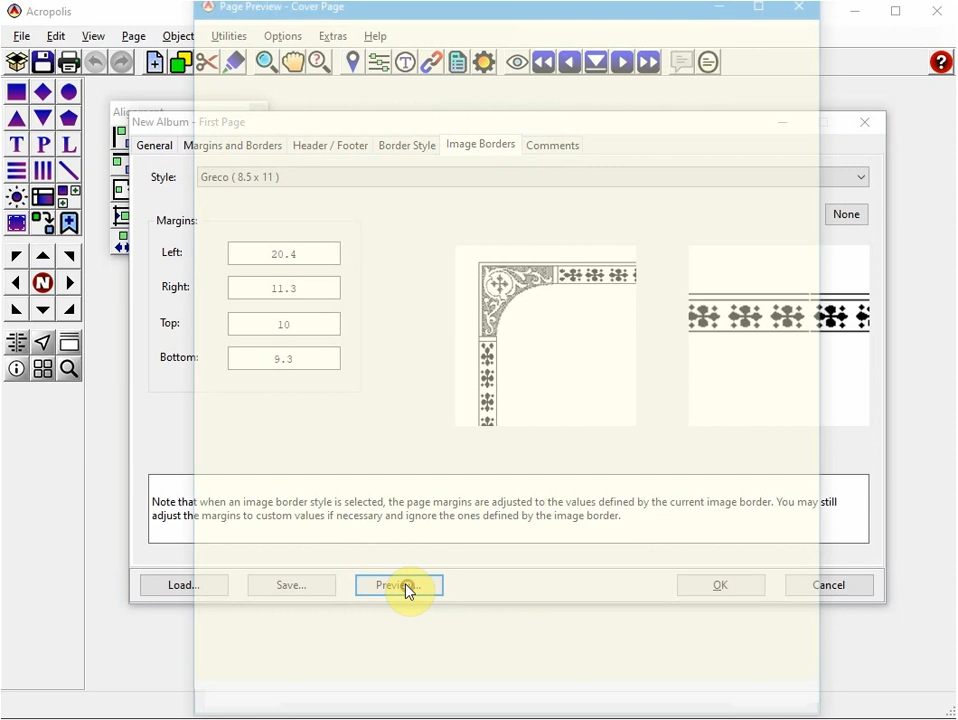 Acropolis
Page Preview - Cover Page
File Edit View Page Object Utilities Options Extras Help
T P L
N
New Album - First Page
General Margins and Borders Header / Footer Border Style Image Borders Comments
Style: Greco ( 8.5 x 11 )
None
Margins:
Left: 20.4
Right: 11.3
Top: 10
Bottom: 9.3
Note that when an image border style is selected, the page margins are adjusted to the values defined by the current image border. You may still
adjust the margins to custom values if necessary and ignore the ones defined by the image border.
Load... Save... OK Cancel